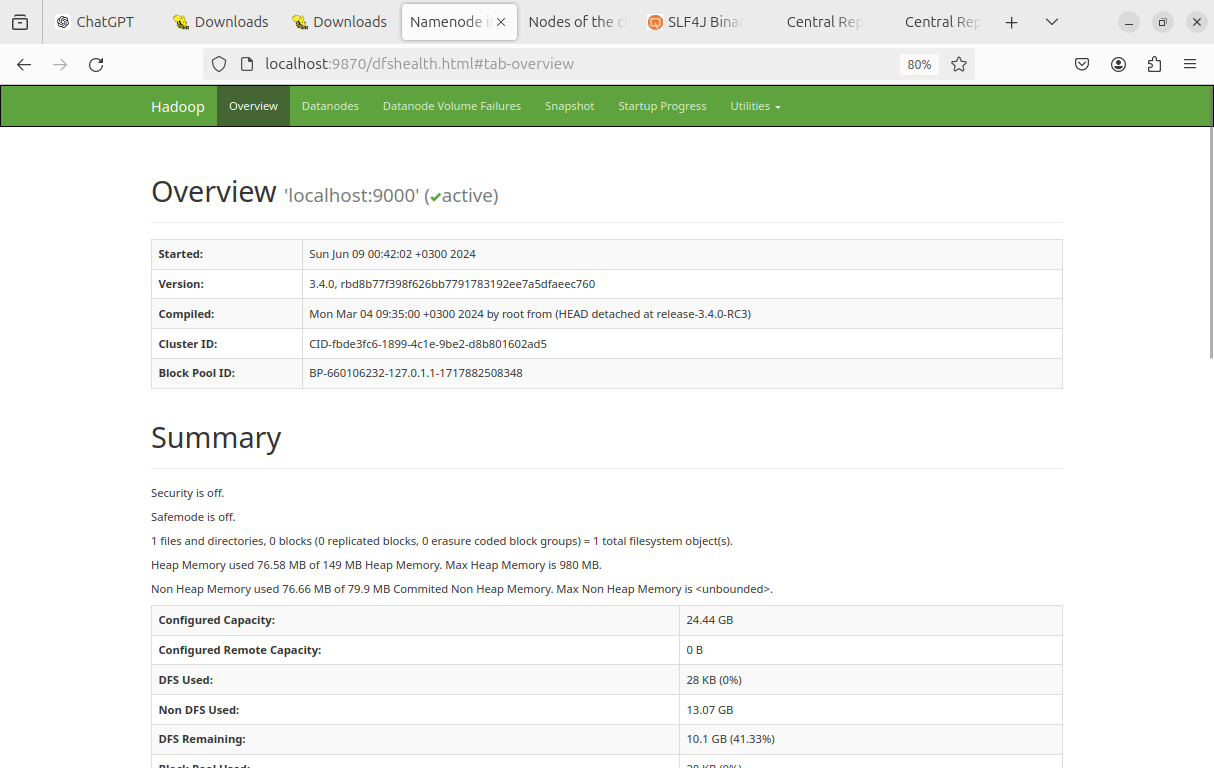 ChatGPT Downloads Downloads Namenode in Nodes of the c SLF4J Binar Central Rep Central Rep
localhost:9870/dfshealth.html#tab-overview 80%
Hadoop Overview Datanodes Datanode Volume Failures Snapshot Startup Progress Utilities
Overview 'localhost:9000' (✔active)
Started: Sun Jun 09 00:42:02 +0300 2024
Version: 3.4.0, rbd8b77f398f626bb7791783192ee7a5dfaeec760
Compiled: Mon Mar 04 09:35:00 +0300 2024 by root from (HEAD detached at release-3.4.0-RC3)
Cluster ID: CID-fbde3fc6-1899-4c1e-9be2-d8b801602ad5
Block Pool ID: BP-660106232-127.0.1.1-1717882508348
Summary
Security is off.
Safemode is off.
1 files and directories, 0 blocks (0 replicated blocks, 0 erasure coded block groups) = 1 total filesystem object(s).
Heap Memory used 76.58 MB of 149 MB Heap Memory. Max Heap Memory is 980 MB.
Non Heap Memory used 76.66 MB of 79.9 MB Commited Non Heap Memory. Max Non Heap Memory is <unbounded>.
Configured Capacity: 24.44 GB
Configured Remote Capacity: 0 B
DFS Used: 28 KB (0%)
Non DFS Used: 13.07 GB
DFS Remaining: 10.1 GB (41.33%)
Block Pool Used: 28 KB (0%)